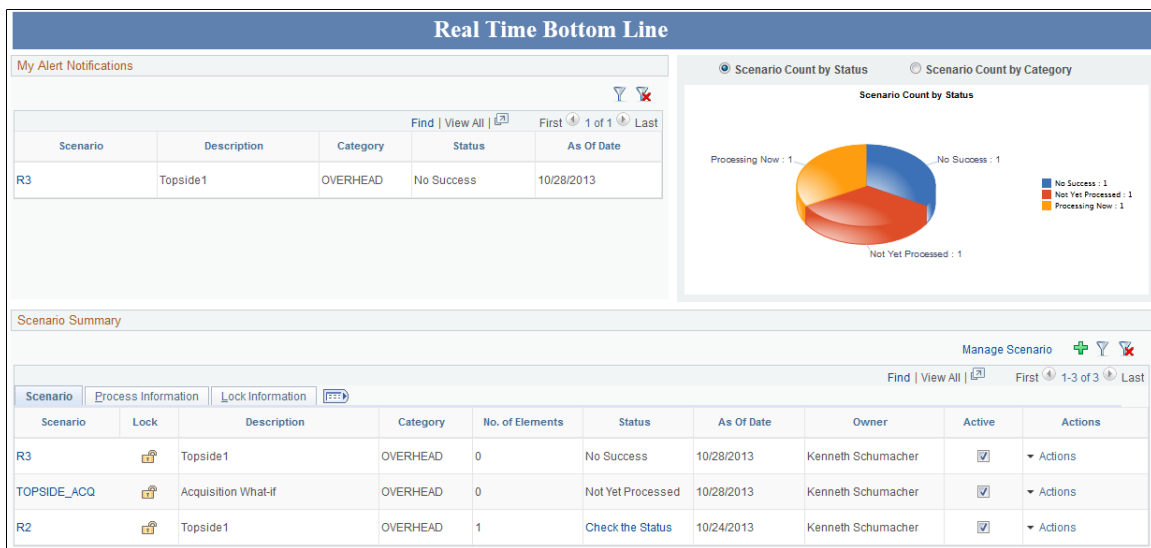 Real Time Bottom Line
My Alert Notifications
Find | View All |
First 1 of 1 Last
Scenario Description Category Status As Of Date
R3 Topside1 OVERHEAD No Success 10/28/2013
Scenario Count by Status Scenario Count by Category
Scenario Count by Status
Processing Now : 1
No Success : 1
Not Yet Processed : 1
No Success : 1
Not Yet Processed : 1
Processing Now : 1
Scenario Summary
Manage Scenario
Find | View All |
First 1-3 of 3 Last
Scenario Process Information Lock Information
Scenario Lock Description Category No. of Elements Status As Of Date Owner Active Actions
R3 Topside1 OVERHEAD 0 No Success 10/28/2013 Kenneth Schumacher Actions
TOPSIDE_ACQ Acquisition What-if OVERHEAD 0 Not Yet Processed 10/28/2013 Kenneth Schumacher Actions
R2 Topside1 OVERHEAD 1 Check the Status 10/24/2013 Kenneth Schumacher Actions